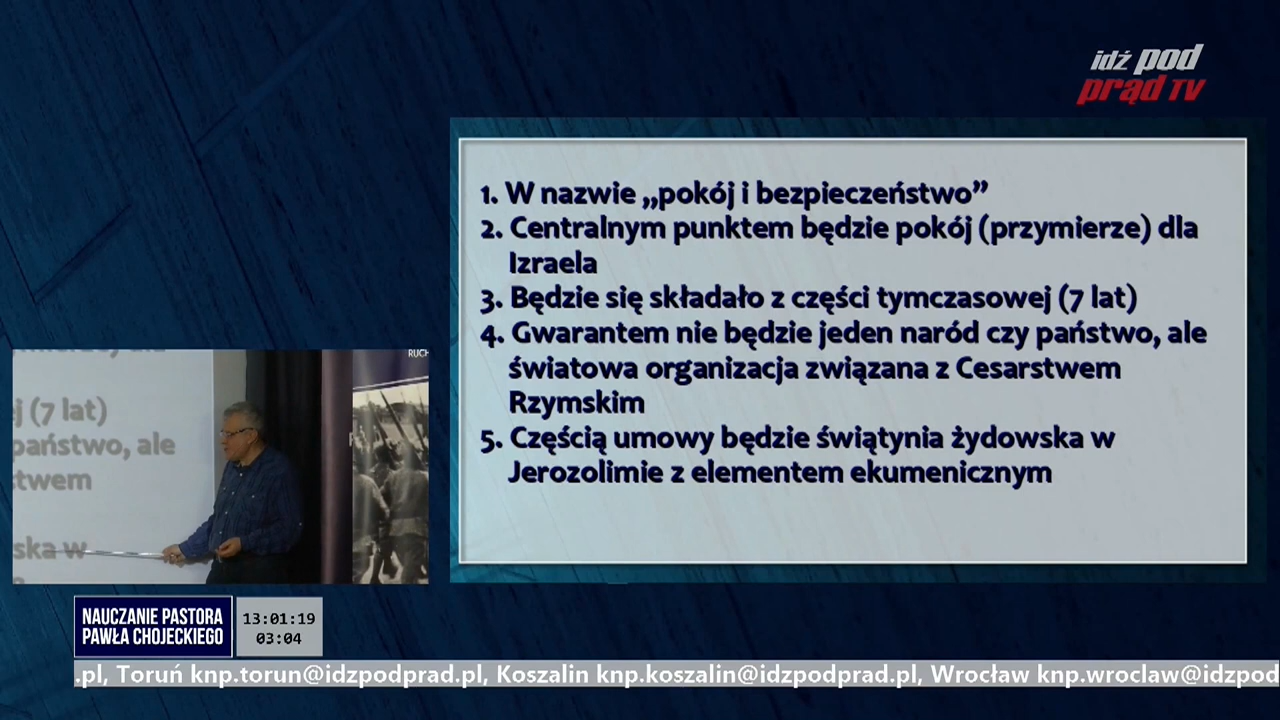 idź pod
prąd TV
1. W nazwie „pokój i bezpieczeństwo”
2. Centralnym punktem będzie pokój (przymierze) dla
Izraela
3. Będzie się składało z części tymczasowej (7 lat)
4. Gwarantem nie będzie jeden naród czy państwo, ale
światowa organizacja związana z Cesarstwem
Rzymskim
5. Częścią umowy będzie świątynia żydowska w
Jerozolimie z elementem ekumenicznym
RUCH
j (7 lat)
państwo, ale
stwem
ska w
NAUCZANIE PASTORA
PAWŁA CHOJECKIEGO
13:01:19
03:04
.pl, Toruń knp.torun@idzpodprad.pl, Koszalin knp.koszalin@idzpodprad.pl, Wrocław knp.wroclaw@idzpod